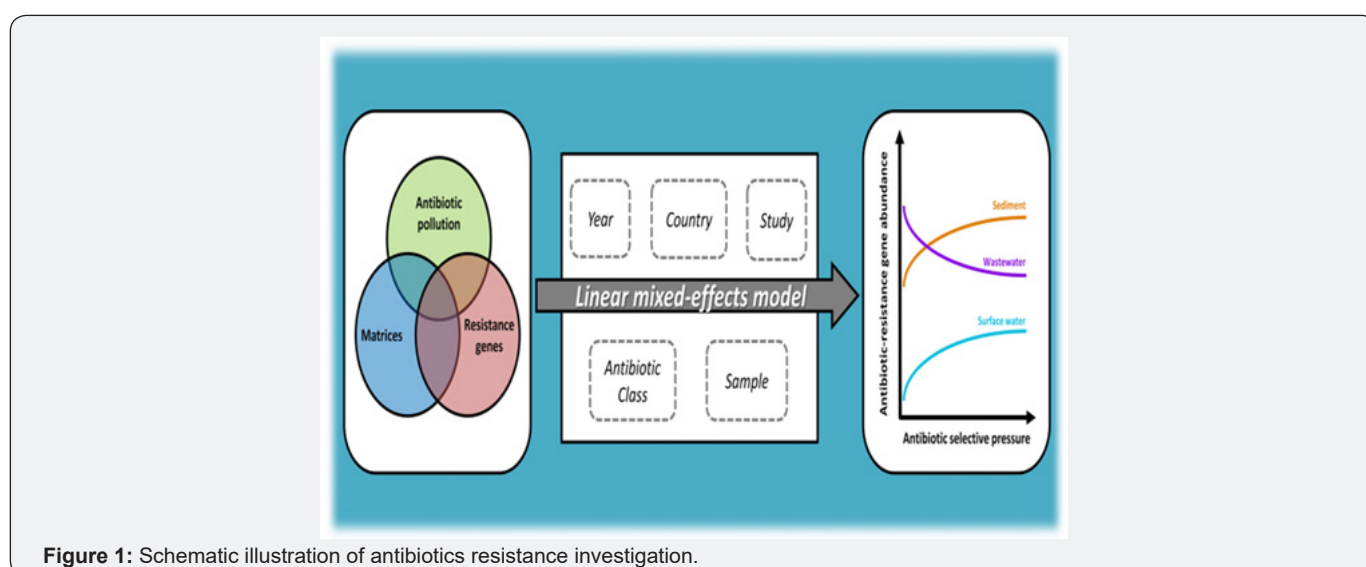 Antibiotic
pollution
Matrices
Resistance
genes
Year
Country
Study
Linear mixed-effects model
Antibiotic
Class
Sample
Antibiotic-resistance gene abundance
Sediment
Wastewater
Surface water
Antibiotic selective pressure
Figure 1: Schematic illustration of antibiotics resistance investigation.